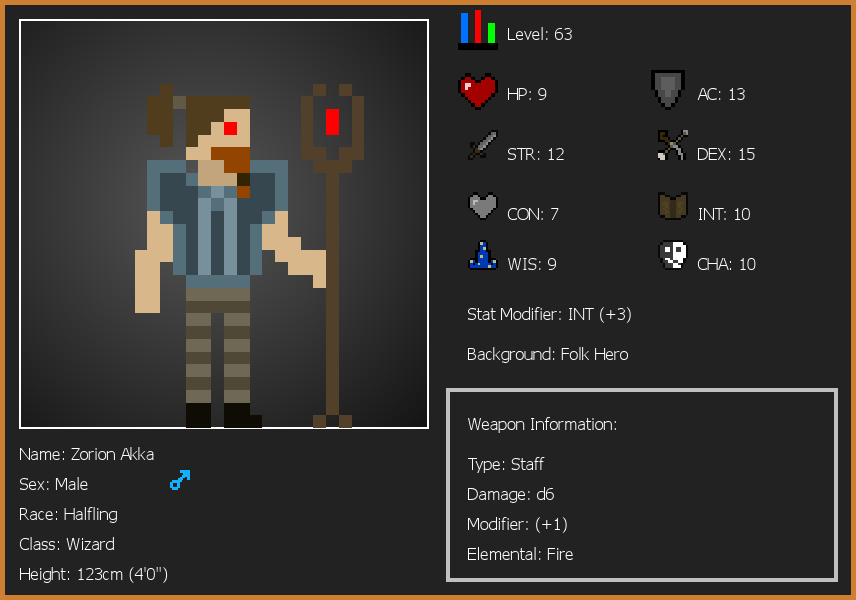 Level: 63
HP: 9
AC: 13
STR: 12
DEX: 15
CON: 7
INT: 10
WIS: 9
CHA: 10
Stat Modifier: INT (+3)
Background: Folk Hero
Weapon Information:
Type: Staff
Damage: d6
Modifier: (+1)
Elemental: Fire
Name: Zorion Akka
Sex: Male
Race: Halfling
Class: Wizard
Height: 123cm (4'0")